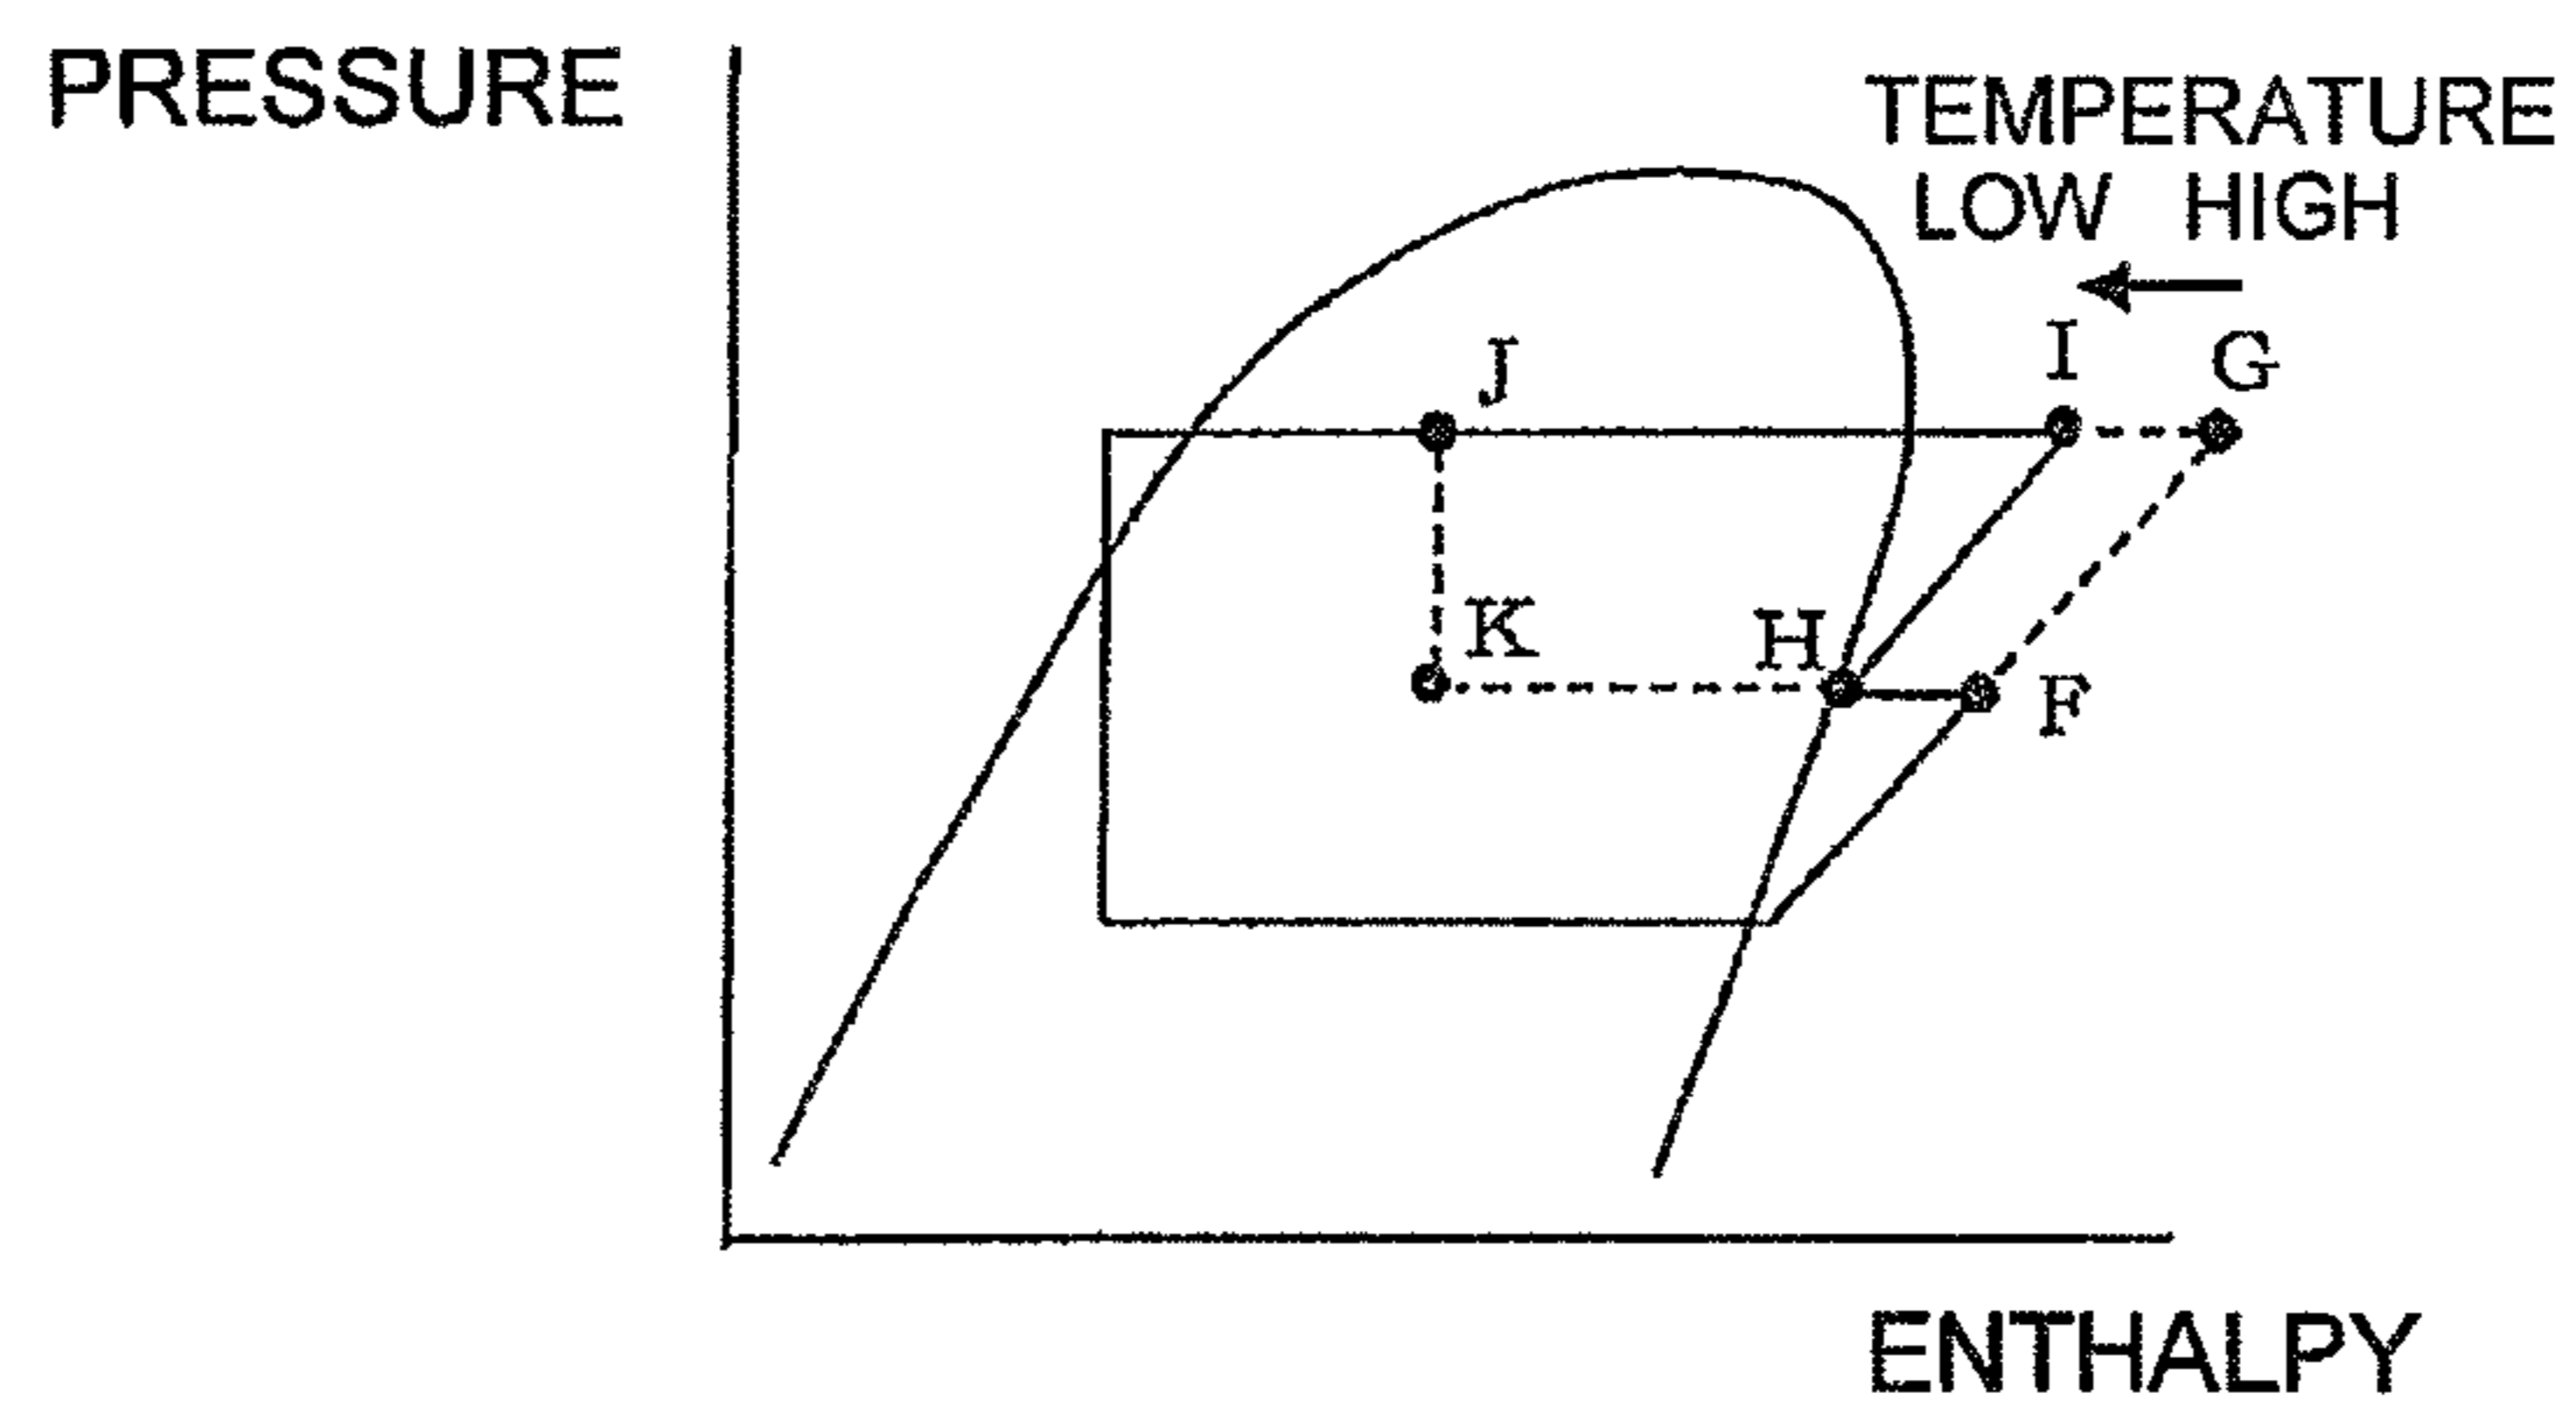 PRESSURE
TEMPERATURE
LOW HIGH
I
G
J
K
H
F
ENTHALPY